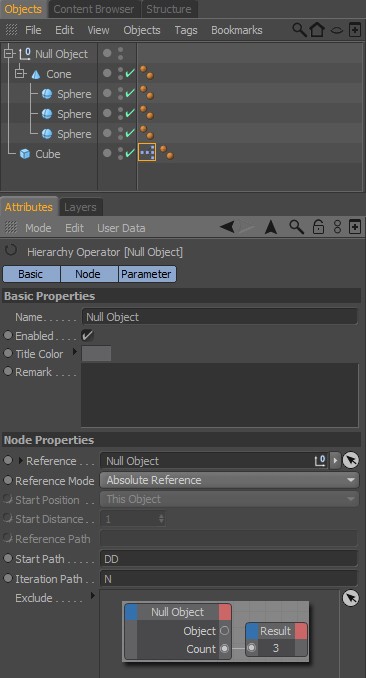 Objects Content Browser Structure
File Edit View Objects Tags Bookmarks
Null Object
Cone
Sphere
Sphere
Sphere
Cube
Attributes Layers
Mode Edit User Data
Hierarchy Operator [Null Object]
Basic Node Parameter
Basic Properties
Name . . . . . . Null Object
Enabled . . . .
Title Color
Remark . . . .
Node Properties
Reference . . . Null Object
Reference Mode Absolute Reference
Start Position . This Object
Start Distance . 1
Reference Path
Start Path . . . DD
Iteration Path . N
Exclude . . . .
Null Object
Object
Count
Result
3